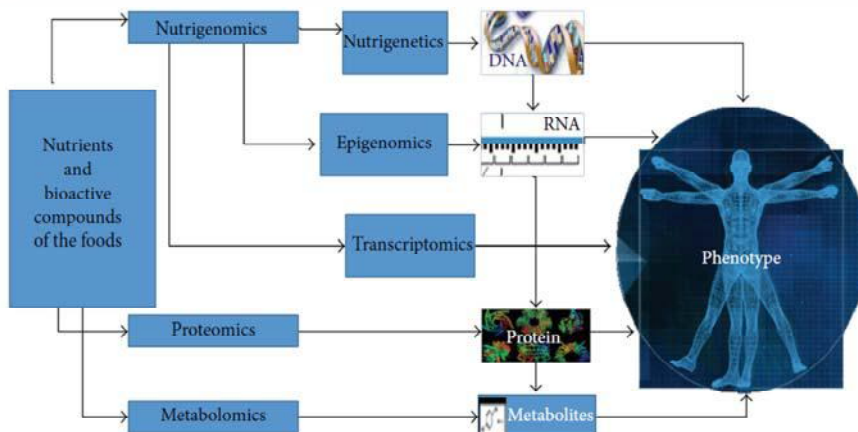 Nutrigenomics
Nutrigenetics
DNA
RNA
Epigenomics
Nutrients
and
bioactive
compounds
of the foods
Transcriptomics
Phenotype
Proteomics
Protein
Metabolomics
Metabolites